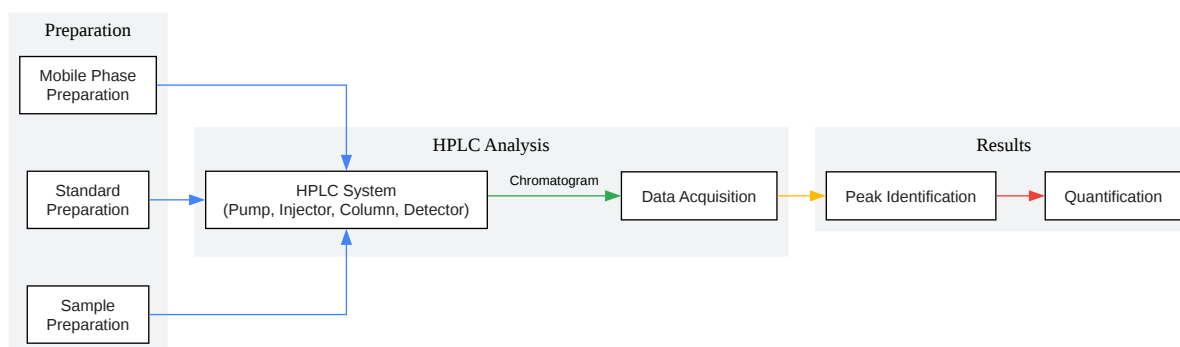 Preparation
Mobile Phase
Preparation
Standard
Preparation
Sample
Preparation
HPLC Analysis
HPLC System
(Pump, Injector, Column, Detector)
Chromatogram
Data Acquisition
Results
Peak Identification
Quantification